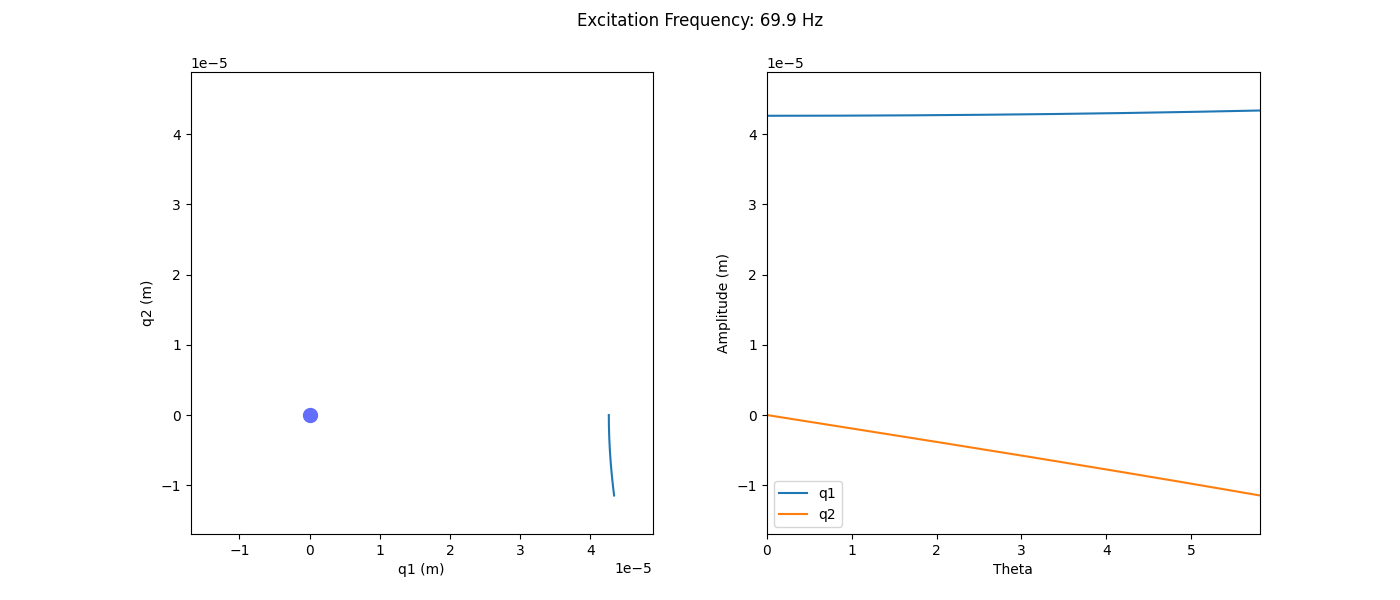 Excitation Frequency: 69.9 Hz
1e−5
4
3
2
1
0
−1
q2 (m)
−1 0 1 2 3 4
1e−5
q1 (m)
1e−5
4
3
2
1
0
−1
Amplitude (m)
q1
q2
0 1 2 3 4 5
Theta